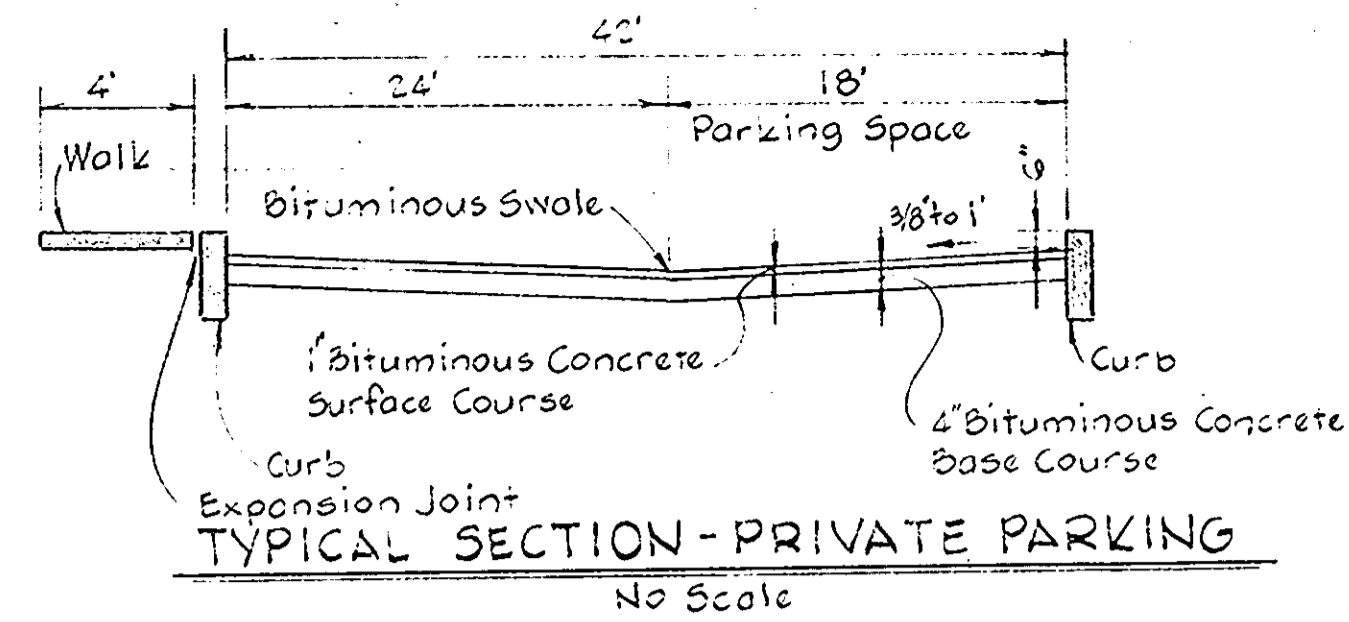 42'
4'
24'
18'
Parking Space
Walk
Bituminous Swale
3/8" to 1'
1" Bituminous Concrete
Surface Course
Curb
4" Bituminous Concrete
Base Course
Curb
Expansion Joint
TYPICAL SECTION - PRIVATE PARKING
No Scale